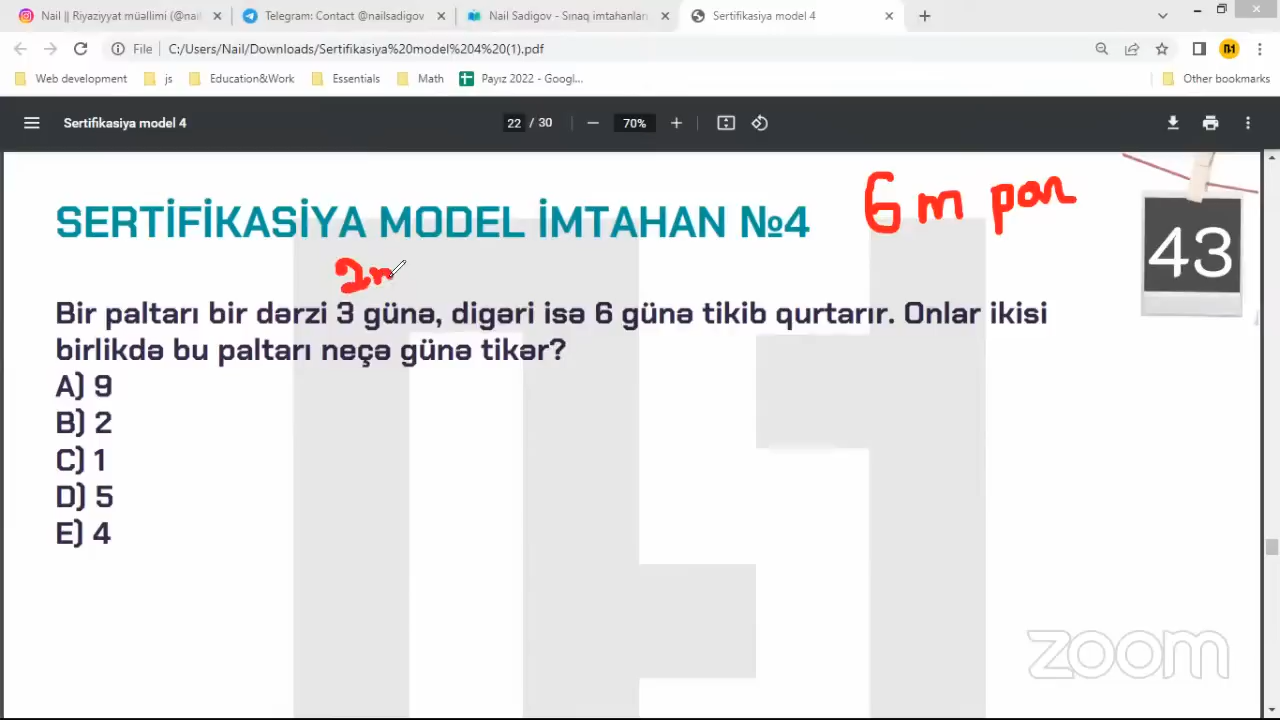 Nail || Riyaziyyat müəllimi (@nail
Telegram: Contact @nailsadigov
Nail Sadigov - Sınaq imtahanları
Sertifikasiya model 4
File C:/Users/Nail/Downloads/Sertifikasiya%20model%204%20(1).pdf
Web development
js
Education&Work
Essentials
Math
Payız 2022 - Googl...
Other bookmarks
Sertifikasiya model 4
22 / 30
70%
SERTİFİKASİYA MODEL İMTAHAN №4
6 m par
43
2m
Bir paltarı bir dərzi 3 günə, digəri isə 6 günə tikib qurtarır. Onlar ikisi
birlikdə bu paltarı neçə günə tikər?
A) 9
B) 2
C) 1
D) 5
E) 4
zoom